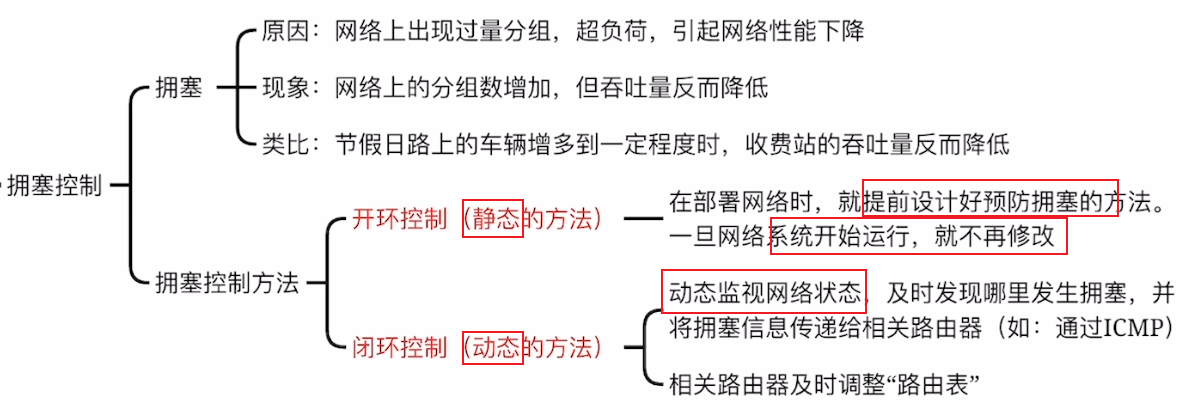 原因：网络上出现过量分组，超负荷，引起网络性能下降
拥塞
现象：网络上的分组数增加，但吞吐量反而降低
类比：节假日路上的车辆增多到一定程度时，收费站的吞吐量反而降低
拥塞控制
开环控制（静态的方法）
在部署网络时，就提前设计好预防拥塞的方法。
一旦网络系统开始运行，就不再修改
拥塞控制方法
闭环控制（动态的方法）
动态监视网络状态，及时发现哪里发生拥塞，并
将拥塞信息传递给相关路由器（如：通过ICMP）
相关路由器及时调整“路由表”